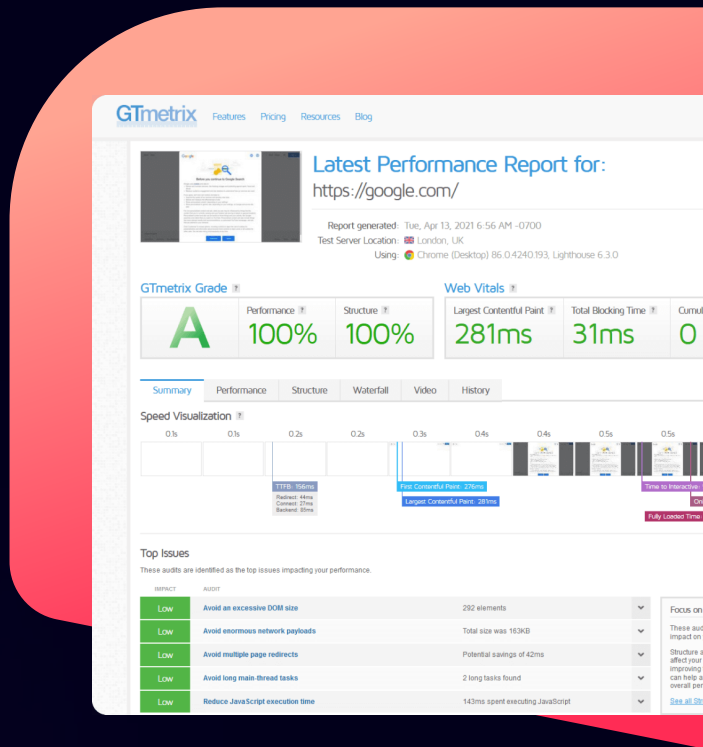 GTmetrix Features Pricing Resources Blog
Latest Performance Report for:
https://google.com/
Report generated: Tue, Apr 13, 2021 6:56 AM -0700
Test Server Location: London, UK
Using: Chrome (Desktop) 86.0.4240.193, Lighthouse 6.3.0
GTmetrix Grade ? Web Vitals ?
Performance ? Structure ? Largest Contentful Paint ? Total Blocking Time ? Cumul
A 100% 100% 281ms 31ms 0
Summary Performance Structure Waterfall Video History
Speed Visualization ?
0.1s 0.1s 0.2s 0.2s 0.3s 0.4s 0.4s 0.5s 0.5s
TTFB: 156ms First Contentful Paint: 276ms Time to Interactive:
Redirect: 44ms
Connect: 27ms
Largest Contentful Paint: 281ms On
Fully Loaded Time:
Top Issues
These audits are identified as the top issues impacting your performance.
IMPACT AUDIT
Low Avoid an excessive DOM size 292 elements
Low Avoid enormous network payloads Total size was 163KB
Low Avoid multiple page redirects Potential savings of 42ms
Low Avoid long main-thread tasks 2 long tasks found
Low Reduce JavaScript execution time 143ms spent executing JavaScript
Focus on
These aud
impact on
Structure a
affect your
improving
can help a
overall per
See all Str